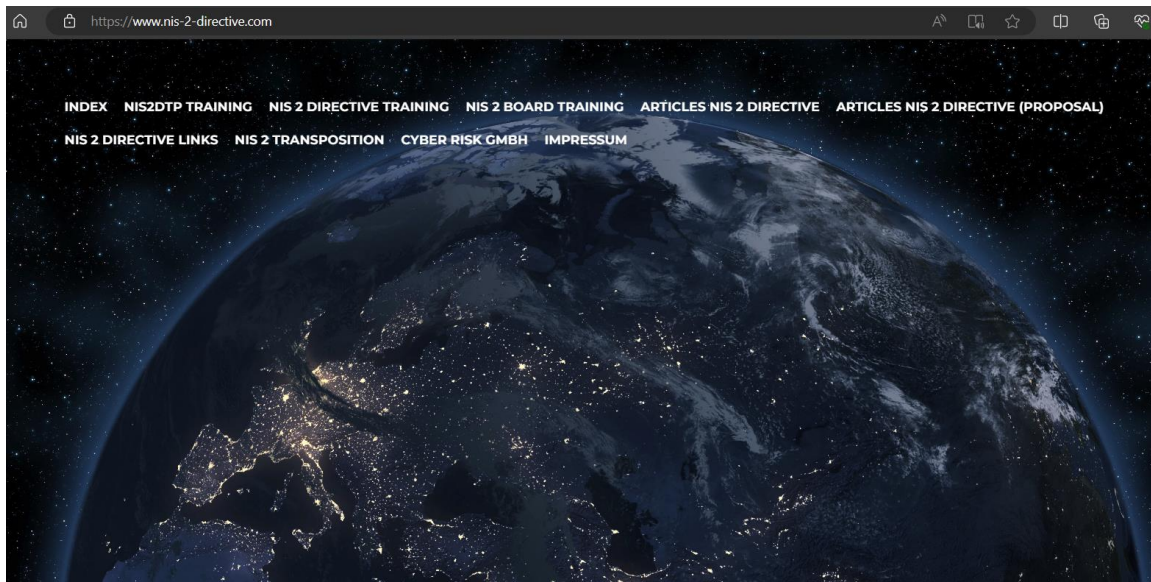 https://www.nis-2-directive.com
INDEX NIS2DTP TRAINING NIS 2 DIRECTIVE TRAINING NIS 2 BOARD TRAINING ARTICLES NIS 2 DIRECTIVE ARTICLES NIS 2 DIRECTIVE (PROPOSAL)
NIS 2 DIRECTIVE LINKS NIS 2 TRANSPOSITION CYBER RISK GMBH IMPRESSUM